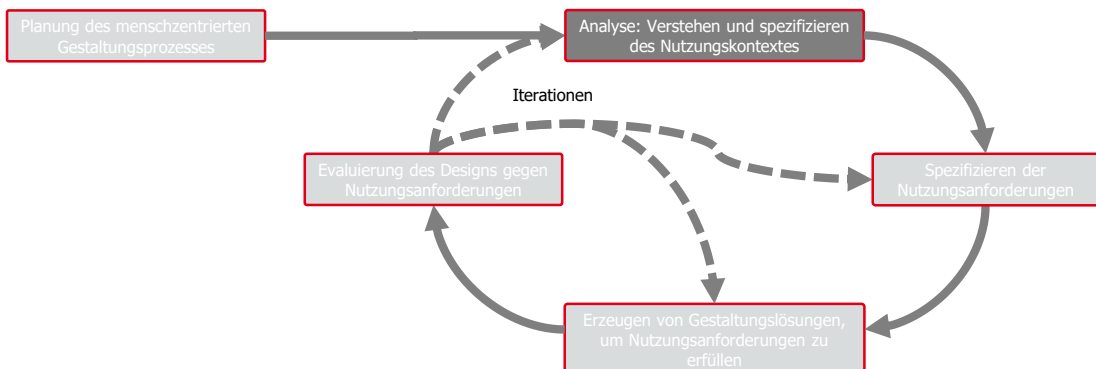 Planung des menschzentrierten
Gestaltungsprozesses
Analyse: Verstehen und spezifizieren
des Nutzungskontextes
Iterationen
Evaluierung des Designs gegen
Nutzungsanforderungen
Spezifizieren der
Nutzungsanforderungen
Erzeugen von Gestaltungslösungen,
um Nutzungsanforderungen zu
erfüllen